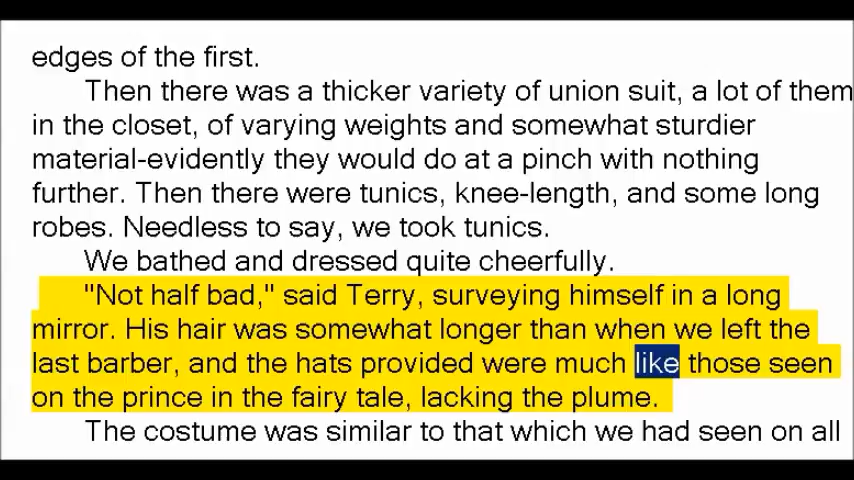 edges of the first.
Then there was a thicker variety of union suit, a lot of them
in the closet, of varying weights and somewhat sturdier
material-evidently they would do at a pinch with nothing
further. Then there were tunics, knee-length, and some long
robes. Needless to say, we took tunics.
We bathed and dressed quite cheerfully.
"Not half bad," said Terry, surveying himself in a long
mirror. His hair was somewhat longer than when we left the
last barber, and the hats provided were much like those seen
on the prince in the fairy tale, lacking the plume.
The costume was similar to that which we had seen on all